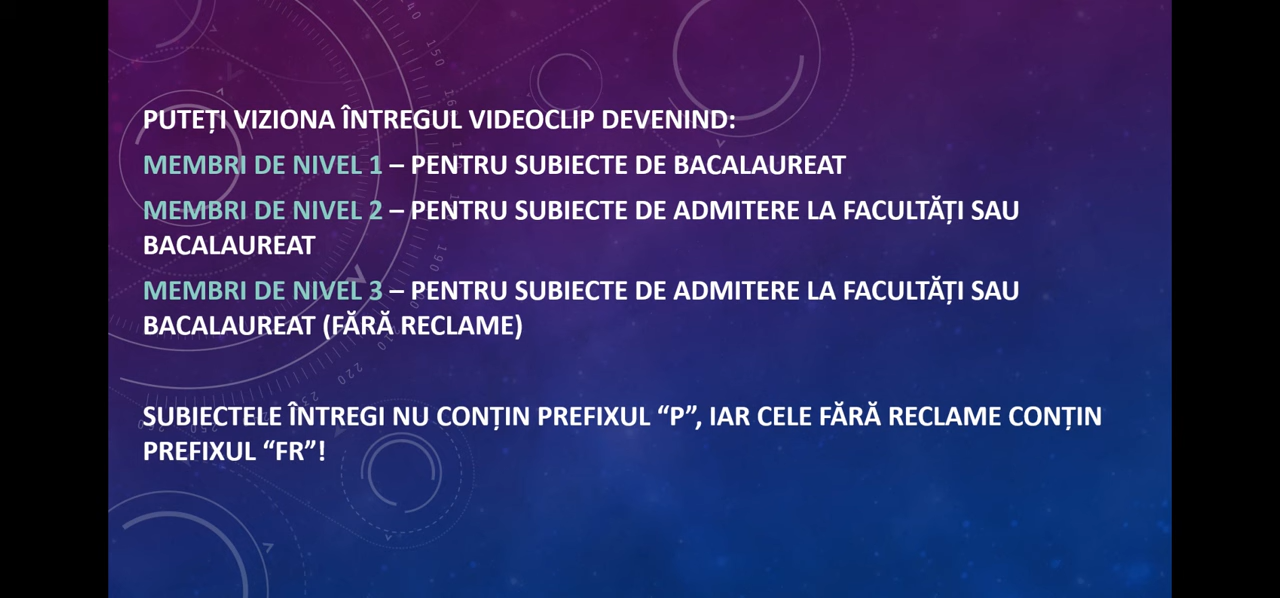 PUTEȚI VIZIONA ÎNTREGUL VIDEOCLIP DEVENIND:
MEMBRI DE NIVEL 1 – PENTRU SUBIECTE DE BACALAUREAT
MEMBRI DE NIVEL 2 – PENTRU SUBIECTE DE ADMITERE LA FACULTĂȚI SAU
BACALAUREAT
MEMBRI DE NIVEL 3 – PENTRU SUBIECTE DE ADMITERE LA FACULTĂȚI SAU
BACALAUREAT (FĂRĂ RECLAME)
SUBIECTELE ÎNTREGI NU CONȚIN PREFIXUL “P”, IAR CELE FĂRĂ RECLAME CONȚIN
PREFIXUL “FR”!